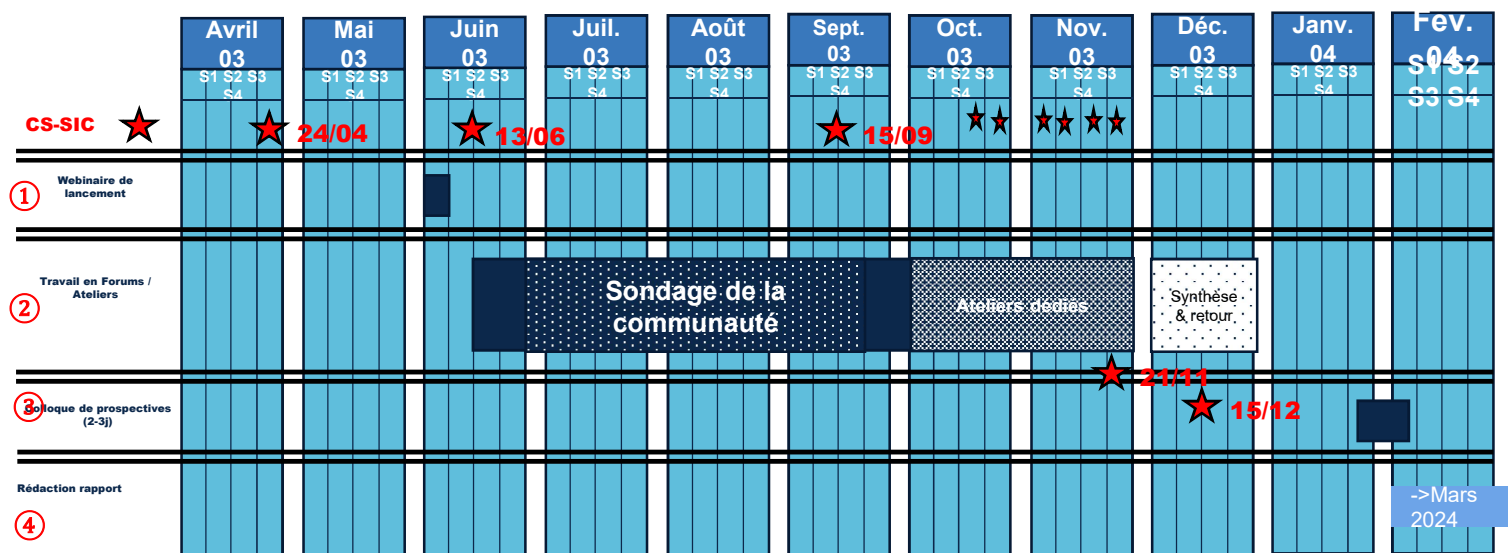 Avril
03
Mai
03
Juin
03
Juil.
03
Août
03
Sept.
03
Oct.
03
Nov.
03
Déc.
03
Janv.
04
Fev.
04
S1 S2 S3
S4
S1 S2 S3
S4
S1 S2 S3
S4
S1 S2 S3
S4
S1 S2 S3
S4
S1 S2 S3
S4
S1 S2 S3
S4
S1 S2 S3
S4
S1 S2 S3
S4
S1 S2 S3
S4
S1 S2
S3 S4
CS-SIC
24/04
13/06
15/09
①
Webinaire de
lancement
②
Travail en Forums /
Ateliers
Sondage de la
communauté
Ateliers dédiés
Synthèse
& retour
21/11
③
Colloque de prospectives
(2-3j)
15/12
Rédaction rapport
④
->Mars
2024